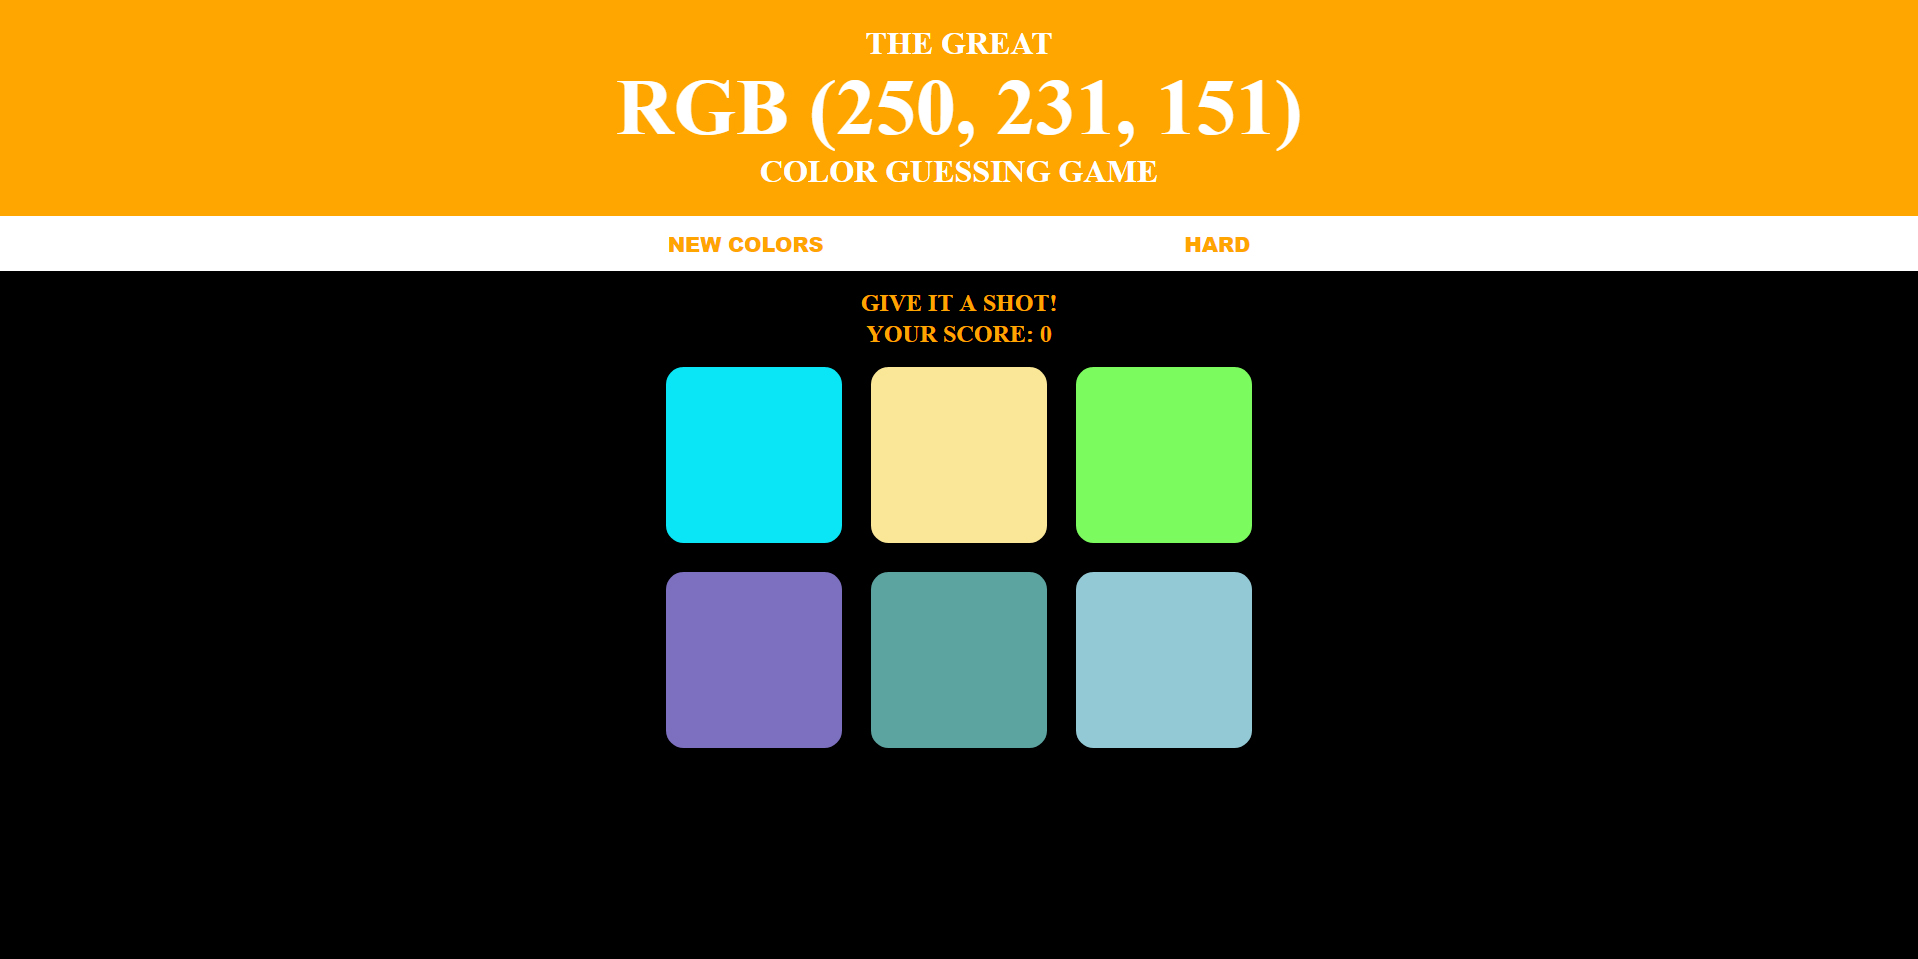 THE GREAT
RGB (250, 231, 151)
COLOR GUESSING GAME
NEW COLORS HARD
GIVE IT A SHOT!
YOUR SCORE: 0